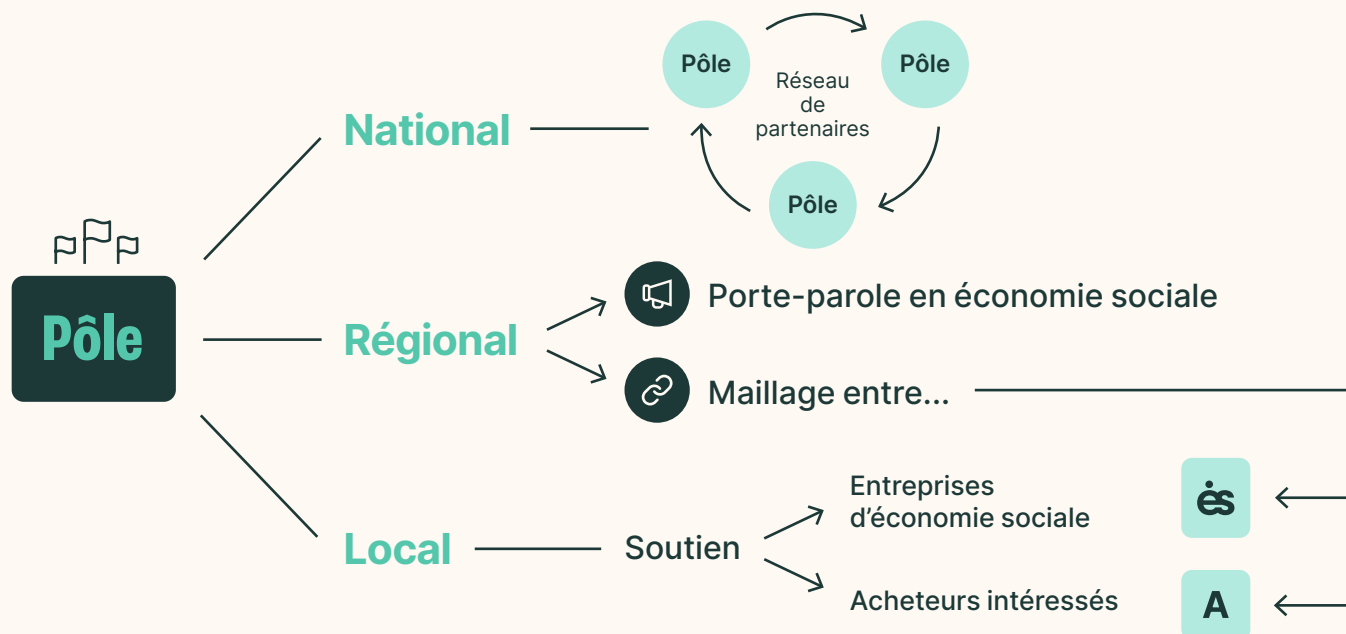 Pôle
National
Pôle
Pôle
Réseau
de
partenaires
Pôle
Régional
Porte-parole en économie sociale
Maillage entre...
Local
Soutien
Entreprises
d’économie sociale
és
Acheteurs intéressés
A